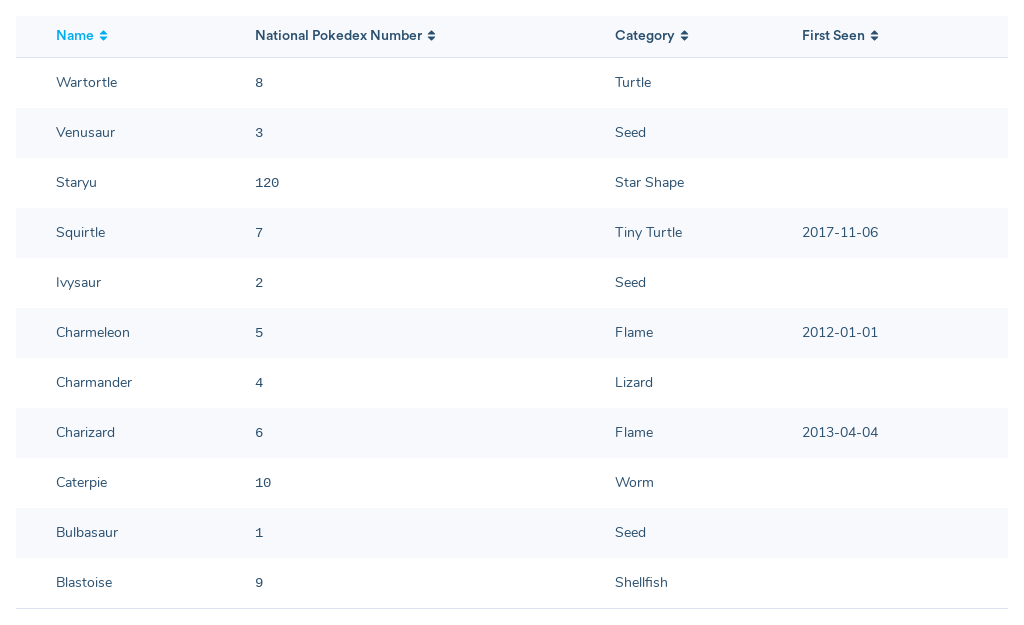 Name National Pokedex Number Category First Seen
Wartortle 8 Turtle
Venusaur 3 Seed
Staryu 120 Star Shape
Squirtle 7 Tiny Turtle 2017-11-06
Ivysaur 2 Seed
Charmeleon 5 Flame 2012-01-01
Charmander 4 Lizard
Charizard 6 Flame 2013-04-04
Caterpie 10 Worm
Bulbasaur 1 Seed
Blastoise 9 Shellfish